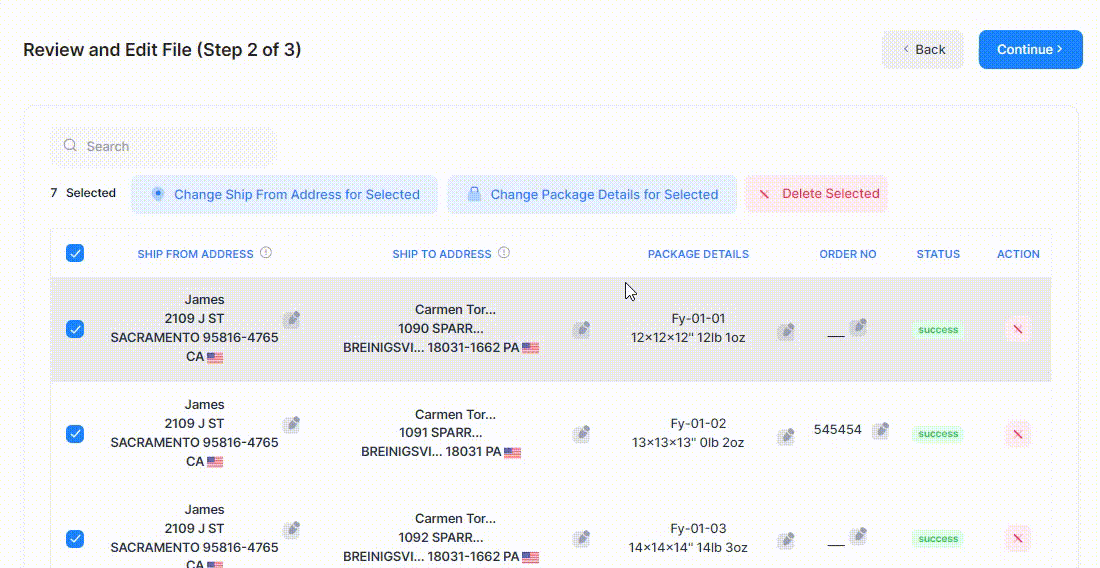 Review and Edit File (Step 2 of 3)
Back
Continue
Search
7 Selected
Change Ship From Address for Selected
Change Package Details for Selected
Delete Selected
SHIP FROM ADDRESS
SHIP TO ADDRESS
PACKAGE DETAILS
ORDER NO
STATUS
ACTION
James
2109 J ST
SACRAMENTO 95816-4765
CA
Carmen Tor...
1090 SPARR...
BREINIGSVI... 18031-1662 PA
Fy-01-01
12×12×12" 12lb 1oz
success
James
2109 J ST
SACRAMENTO 95816-4765
CA
Carmen Tor...
1091 SPARR...
BREINIGSVI... 18031 PA
Fy-01-02
13×13×13" 0lb 2oz
545454
success
James
2109 J ST
SACRAMENTO 95816-4765
CA
Carmen Tor...
1092 SPARR...
BREINIGSVI... 18031-1662 PA
Fy-01-03
14×14×14" 14lb 3oz
success